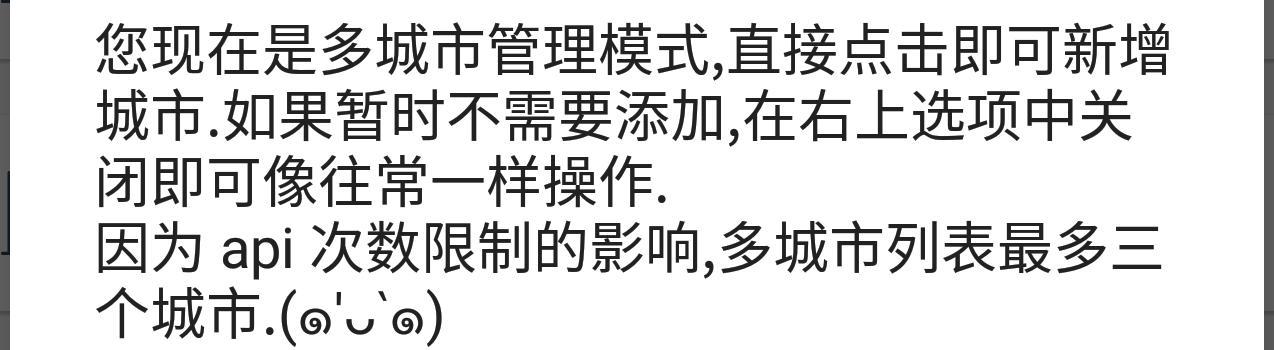 您现在是多城市管理模式,直接点击即可新增
城市.如果暂时不需要添加,在右上选项中关
闭即可像往常一样操作.
因为 api 次数限制的影响,多城市列表最多三
个城市.(๑'ᴗ`๑)